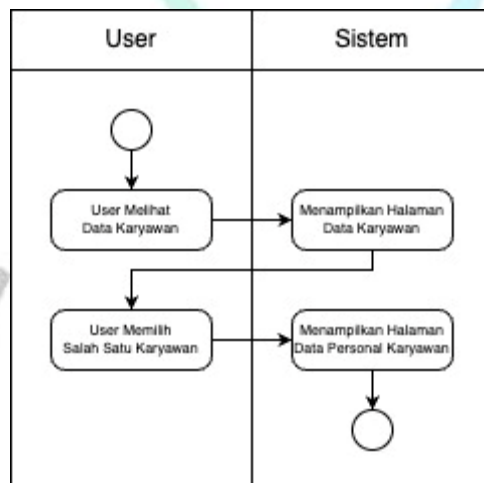 User
Sistem
User Melihat
Data Karyawan
Menampilkan Halaman
Data Karyawan
User Memilih
Salah Satu Karyawan
Menampilkan Halaman
Data Personal Karyawan